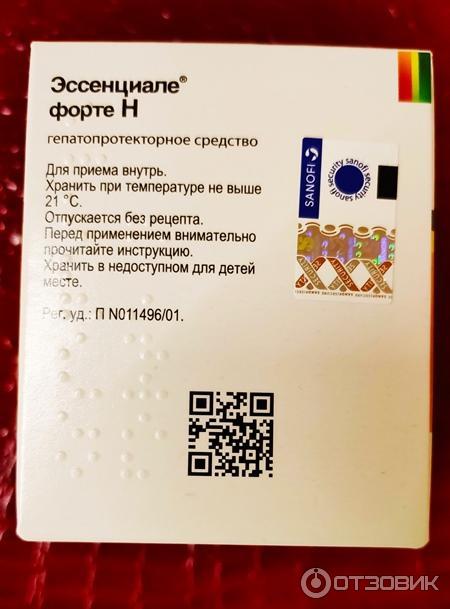 Эссенциале®
форте Н
гепатопротекторное средство
Для приема внутрь.
Хранить при температуре не выше
21 °C.
Отпускается без рецепта.
Перед применением внимательно
прочитайте инструкцию.
Хранить в недоступном для детей
месте.
Рег. уд.: П N011496/01.
SANOFI
sanofi security sanofi security
ОТЗОВИК